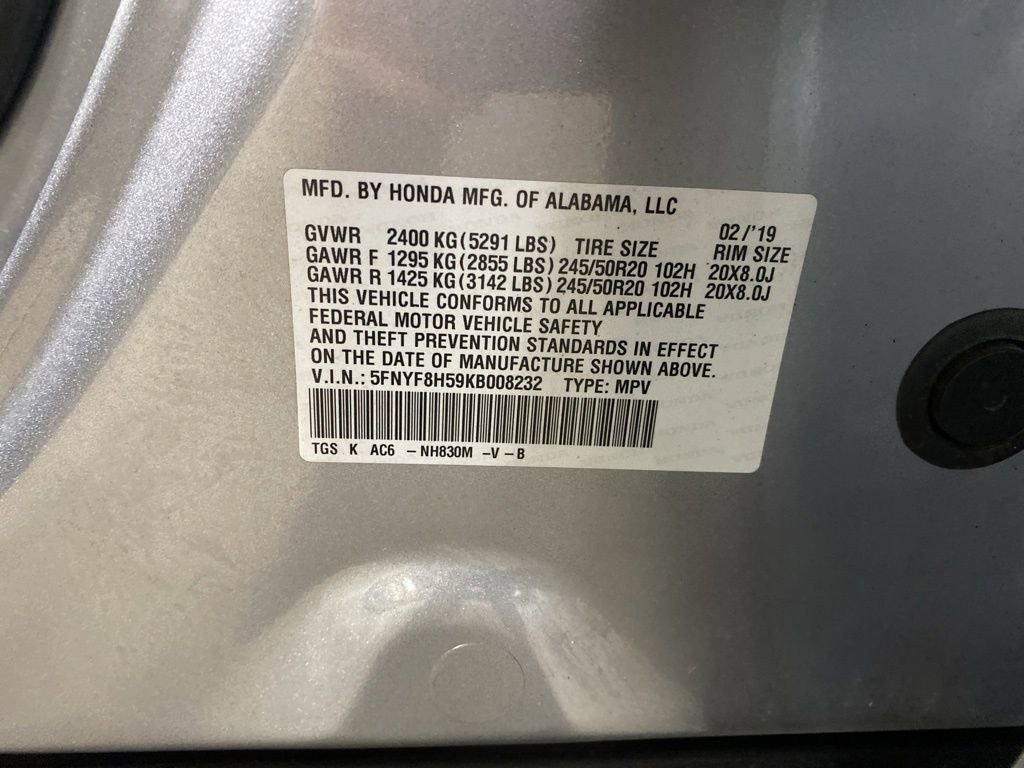 MFD. BY HONDA MFG. OF ALABAMA, LLC
02/'19
GVWR 2400 KG(5291 LBS) TIRE SIZE RIM SIZE
GAWR F 1295 KG(2855 LBS) 245/50R20 102H 20X8.0J
GAWR R 1425 KG(3142 LBS) 245/50R20 102H 20X8.0J
THIS VEHICLE CONFORMS TO ALL APPLICABLE
FEDERAL MOTOR VEHICLE SAFETY
AND THEFT PREVENTION STANDARDS IN EFFECT
ON THE DATE OF MANUFACTURE SHOWN ABOVE.
V.I.N.: 5FNYF8H59KB008232 TYPE: MPV
TGS K AC6 -NH830M -V -B